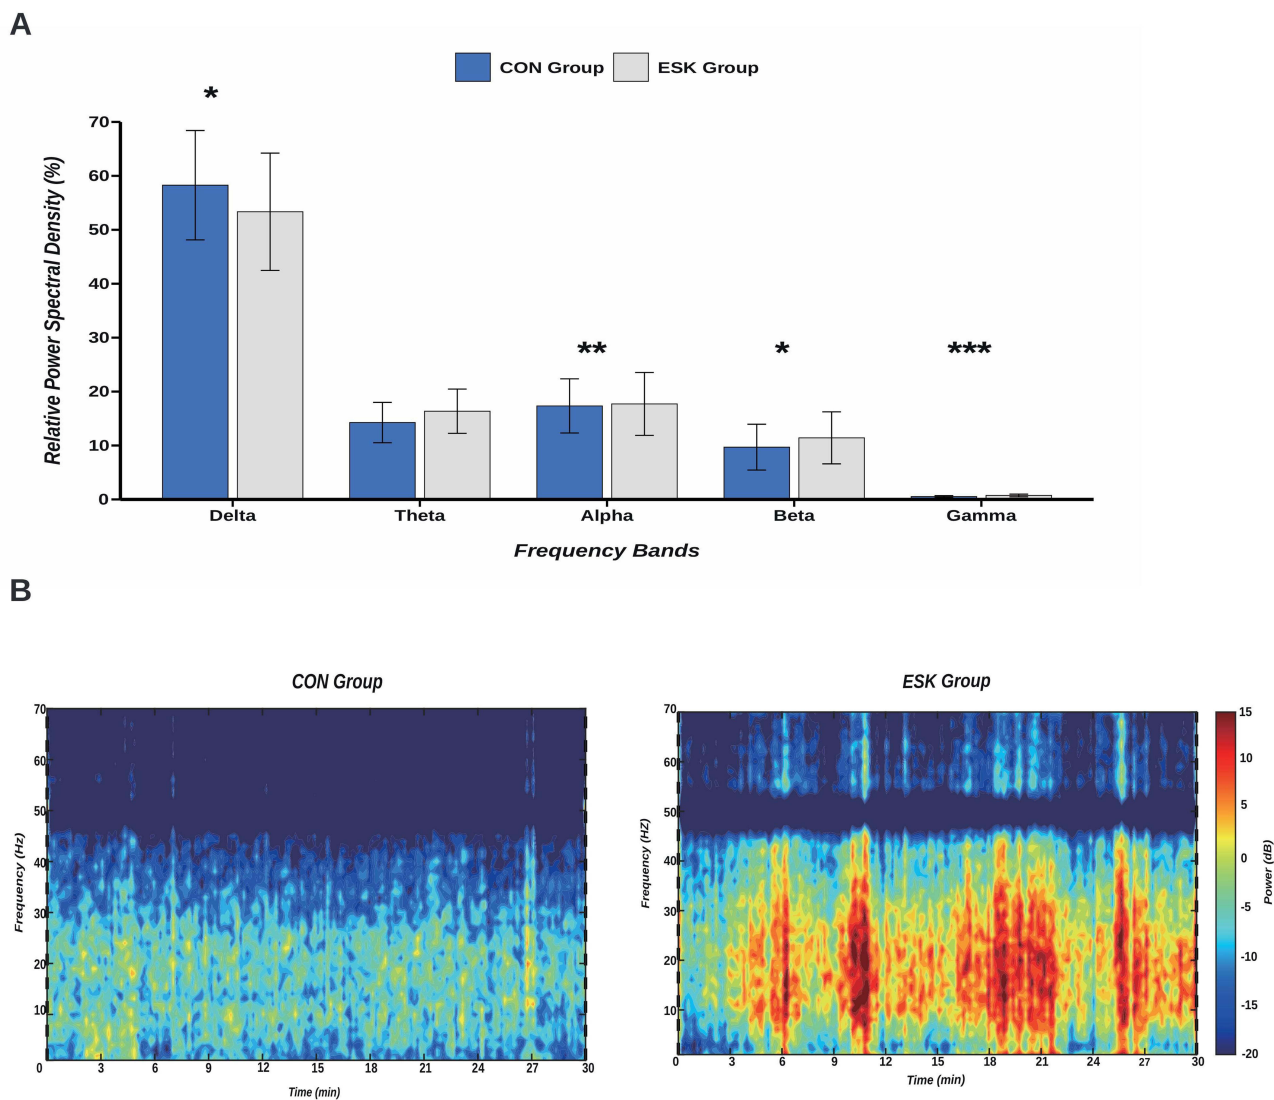 A
CON Group ESK Group
*
70
60
50
40
30
20
10
0
Relative Power Spectral Density (%)
** * ***
Delta Theta Alpha Beta Gamma
Frequency Bands
B
CON Group
70
60
50
40
30
20
10
0 3 6 9 12 15 18 21 24 27 30
Frequency (Hz)
Time (min)
ESK Group
70
60
50
40
30
20
10
0 3 6 9 12 15 18 21 27 30
Frequency (HZ)
Time (min)
15
10
5
0
-5
-10
-15
-20
Power (dB)